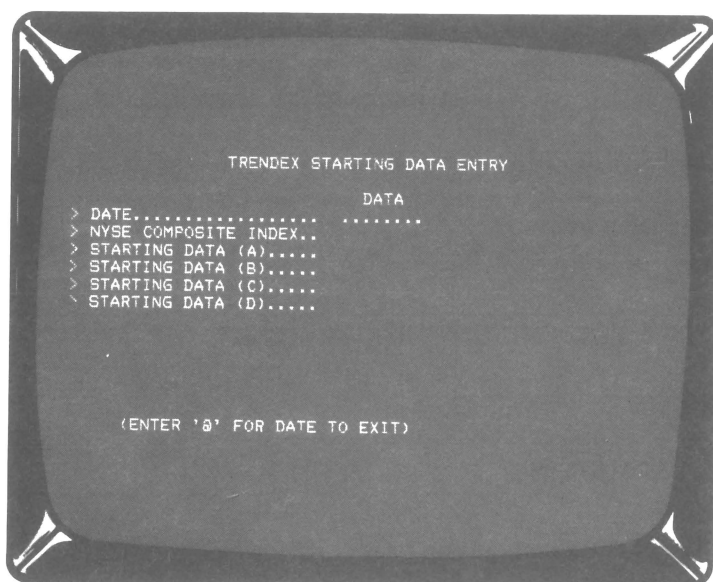 TRENDEX STARTING DATA ENTRY
DATA
> DATE.................. ........
> NYSE COMPOSITE INDEX..
> STARTING DATA (A).....
> STARTING DATA (B).....
> STARTING DATA (C).....
> STARTING DATA (D).....
(ENTER '@' FOR DATE TO EXIT)